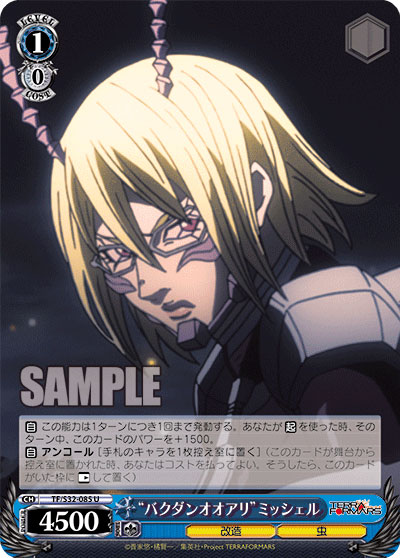 LEVEL
1
0
COST
SAMPLE
自 この能力は1ターンにつき1回まで発動する。あなたが起を使った時、そのターン中、このカードのパワーを+1500。
自 アンコール [手札のキャラを1枚控え室に置く] (このカードが舞台から控え室に置かれた時、あなたはコストを払ってよい。そうしたら、このカードがいた枠に置く)
CH TF/S32-085 U
POWER
4500
"バクダンオオアリ"ミッシェル
TERRA FORMARS
改造
虫
©貴家悠・橘賢一/集英社・Project TERRAFORMARS